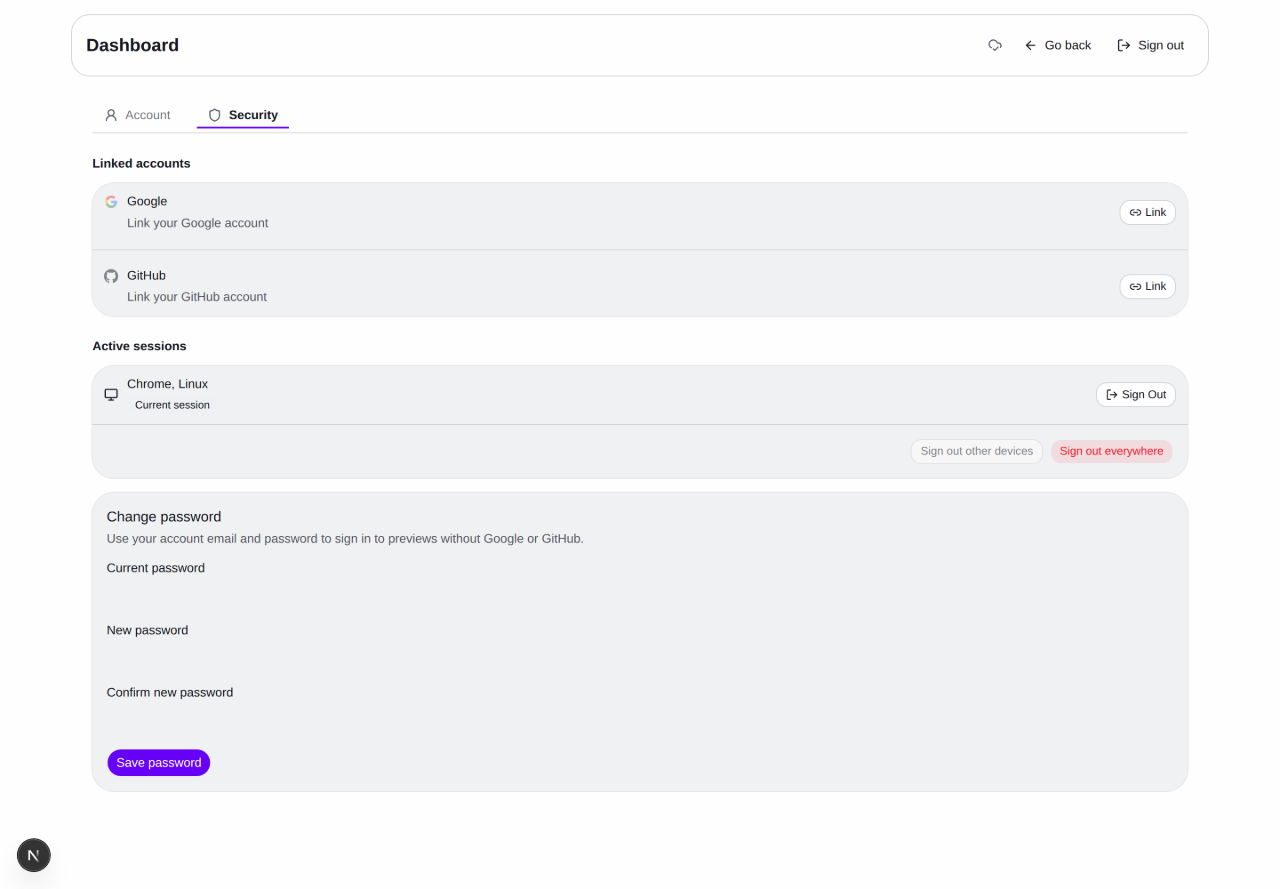 Dashboard
Go back
Sign out
Account
Security
Linked accounts
Google
Link your Google account
Link
GitHub
Link your GitHub account
Link
Active sessions
Chrome, Linux
Current session
Sign Out
Sign out other devices
Sign out everywhere
Change password
Use your account email and password to sign in to previews without Google or GitHub.
Current password
New password
Confirm new password
Save password
N